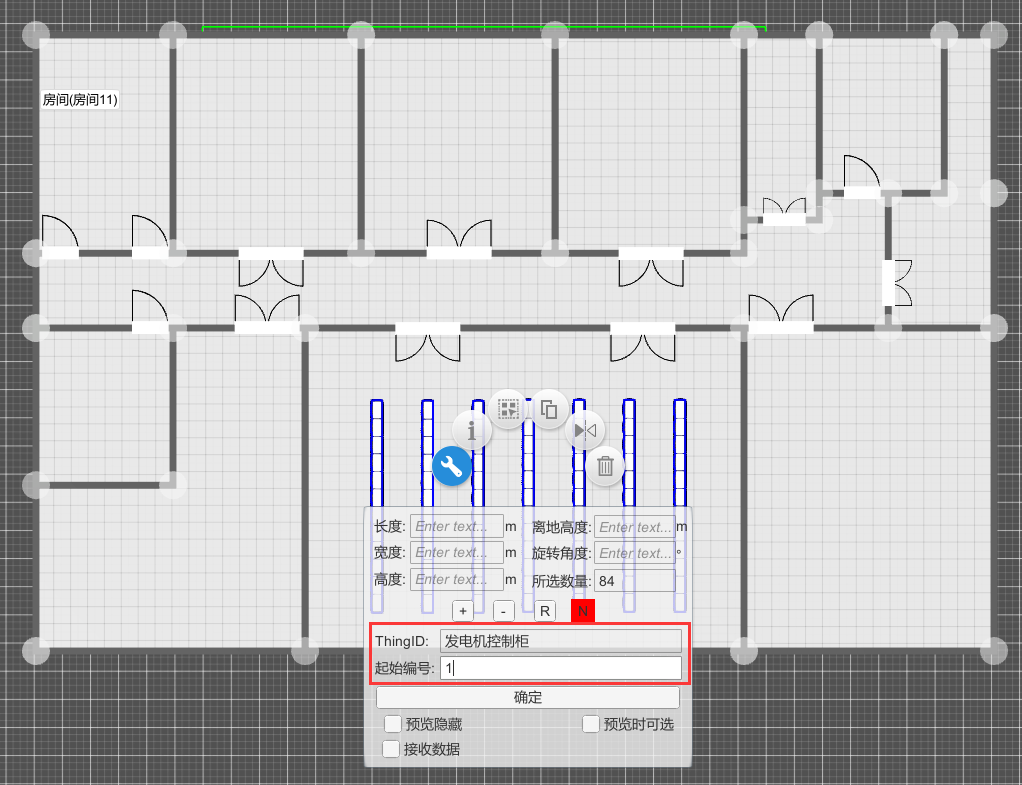 房间(房间11)
i
长度: Enter text... m 离地高度: Enter text... m
宽度: Enter text... m 旋转角度: Enter text... °
高度: Enter text... m 所选数量: 84
+ - R N
ThingID: 发电机控制柜
起始编号: 1
确定
预览隐藏 预览时可选
接收数据